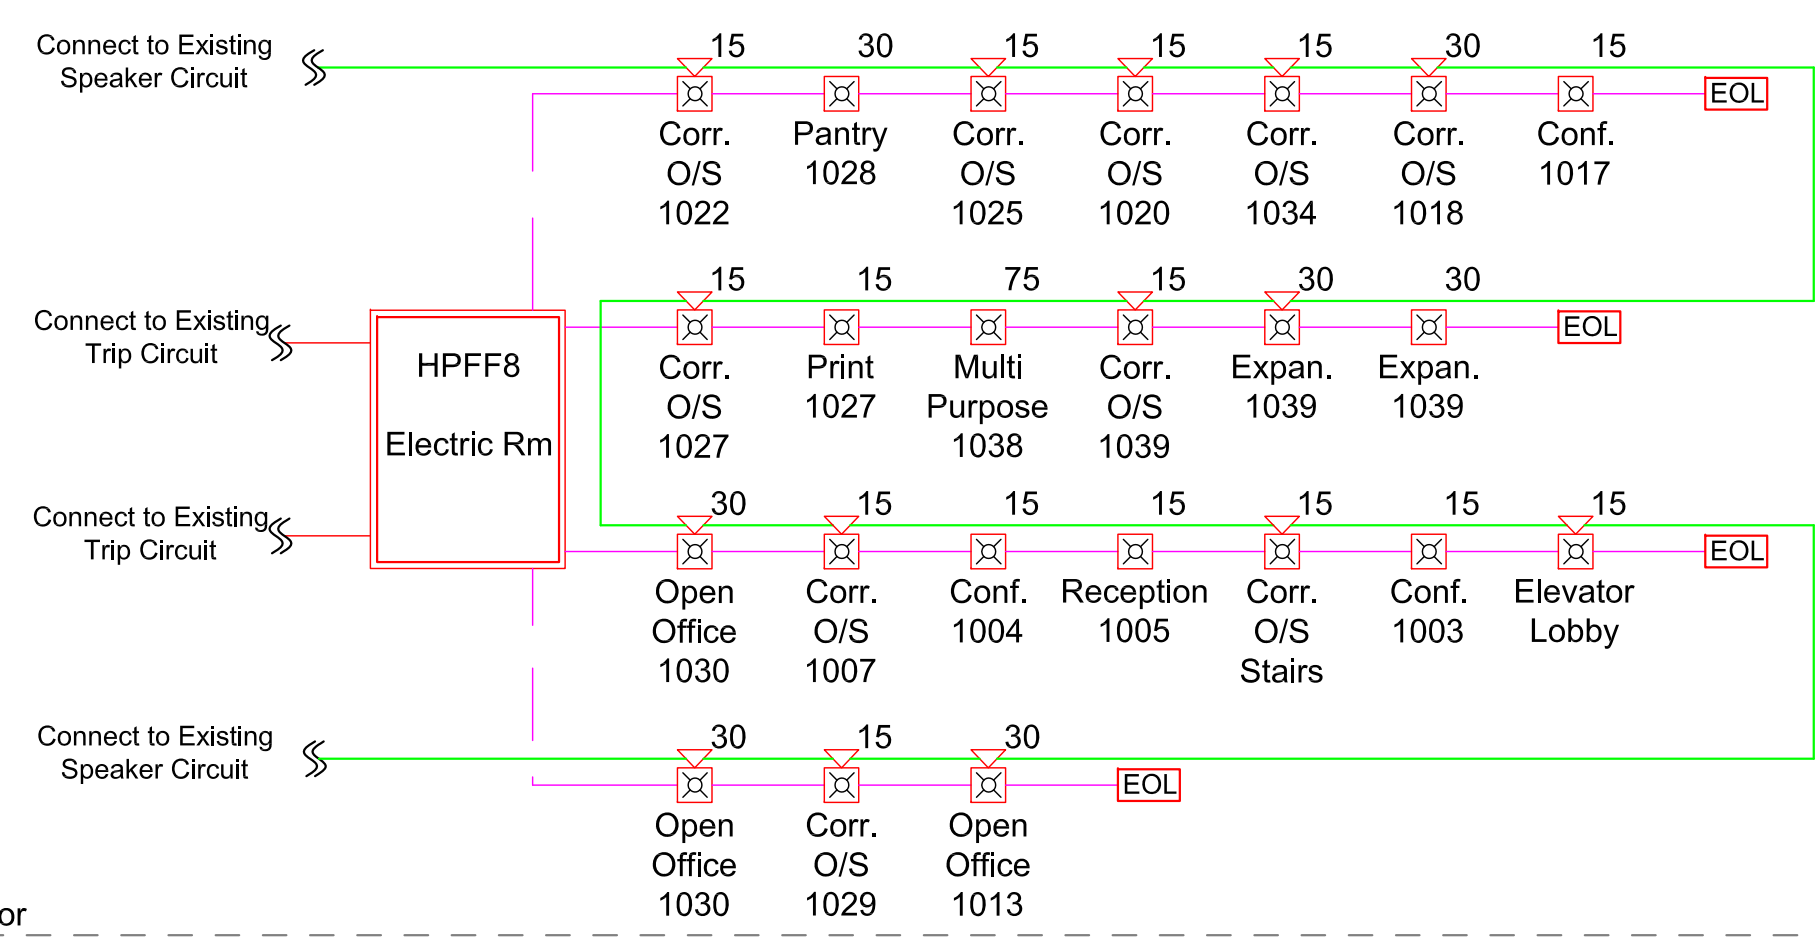 Connect to Existing
Speaker Circuit
15 30 15 15 15 30 15
EOL
Corr. Pantry Corr. Corr. Corr. Corr. Conf.
O/S 1028 O/S O/S O/S O/S 1017
1022 1025 1020 1034 1018
Connect to Existing
Trip Circuit
15 15 75 15 30 30
EOL
HPFF8
Electric Rm
Corr. Print Multi Corr. Expan. Expan.
O/S 1027 Purpose O/S 1039 1039
1027 1038 1039
Connect to Existing
Trip Circuit
30 15 15 15 15 15 15
EOL
Open Corr. Conf. Reception Corr. Conf. Elevator
Office O/S 1004 1005 O/S 1003 Lobby
1030 1007 Stairs
Connect to Existing
Speaker Circuit
30 15 30
EOL
Open Corr. Open
Office O/S Office
1030 1029 1013
or